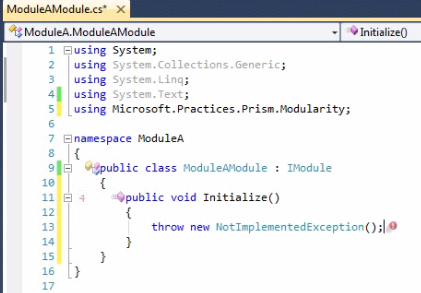 ModuleAModule.cs*
ModuleA.ModuleAModule
Initialize()
1 using System;
2 using System.Collections.Generic;
3 using System.Linq;
4 using System.Text;
5 using Microsoft.Practices.Prism.Modularity;
6
7 namespace ModuleA
8 {
9 public class ModuleAModule : IModule
10 {
11 4 public void Initialize()
12 {
13 throw new NotImplementedException();
14 }
15 }
16 }
17